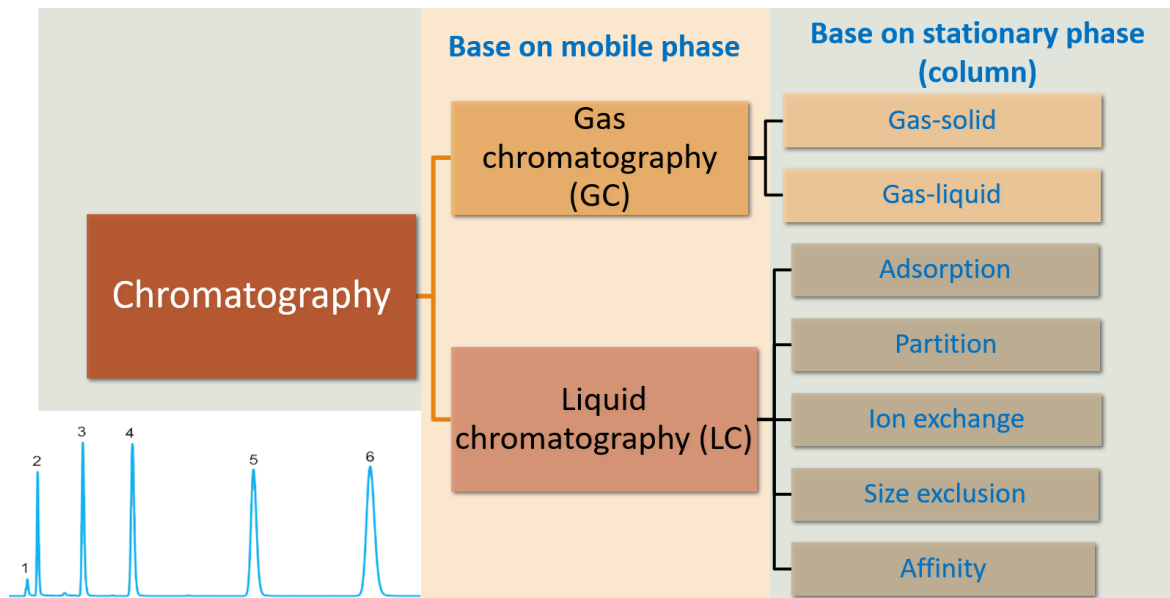 Base on mobile phase
Base on stationary phase
(column)
Chromatography
Gas
chromatography
(GC)
Gas-solid
Gas-liquid
Liquid
chromatography (LC)
Adsorption
Partition
Ion exchange
Size exclusion
Affinity
1
2
3
4
5
6